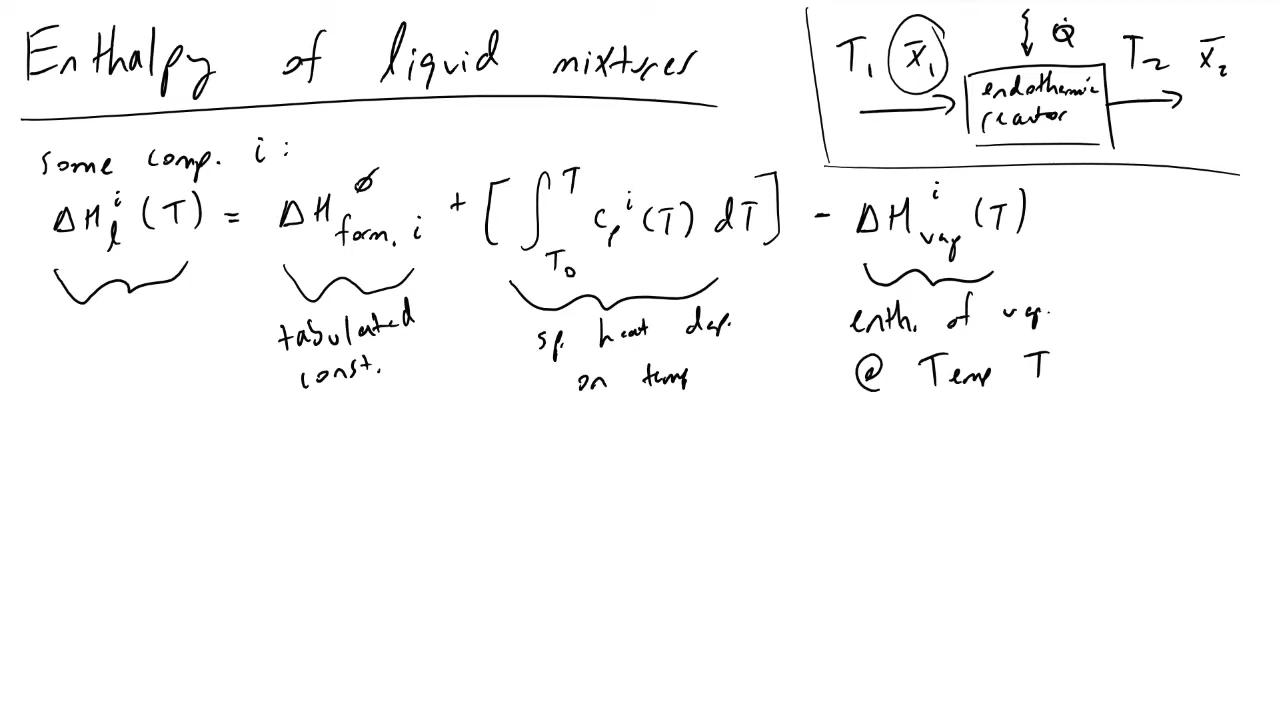 Enthalpy of liquid mixtures
T₁ x̄₁ Q̇ T₂ x̄₂
endothermic
reactor
some comp. i:
ΔH_l^i (T) = ΔH^ø_form. i + [∫_{T₀}^{T} c_p^i (T) dT] - ΔH_vap^i (T)
tabulated
const.
sp. heat dep.
on temp
enth. of vap.
@ Temp T